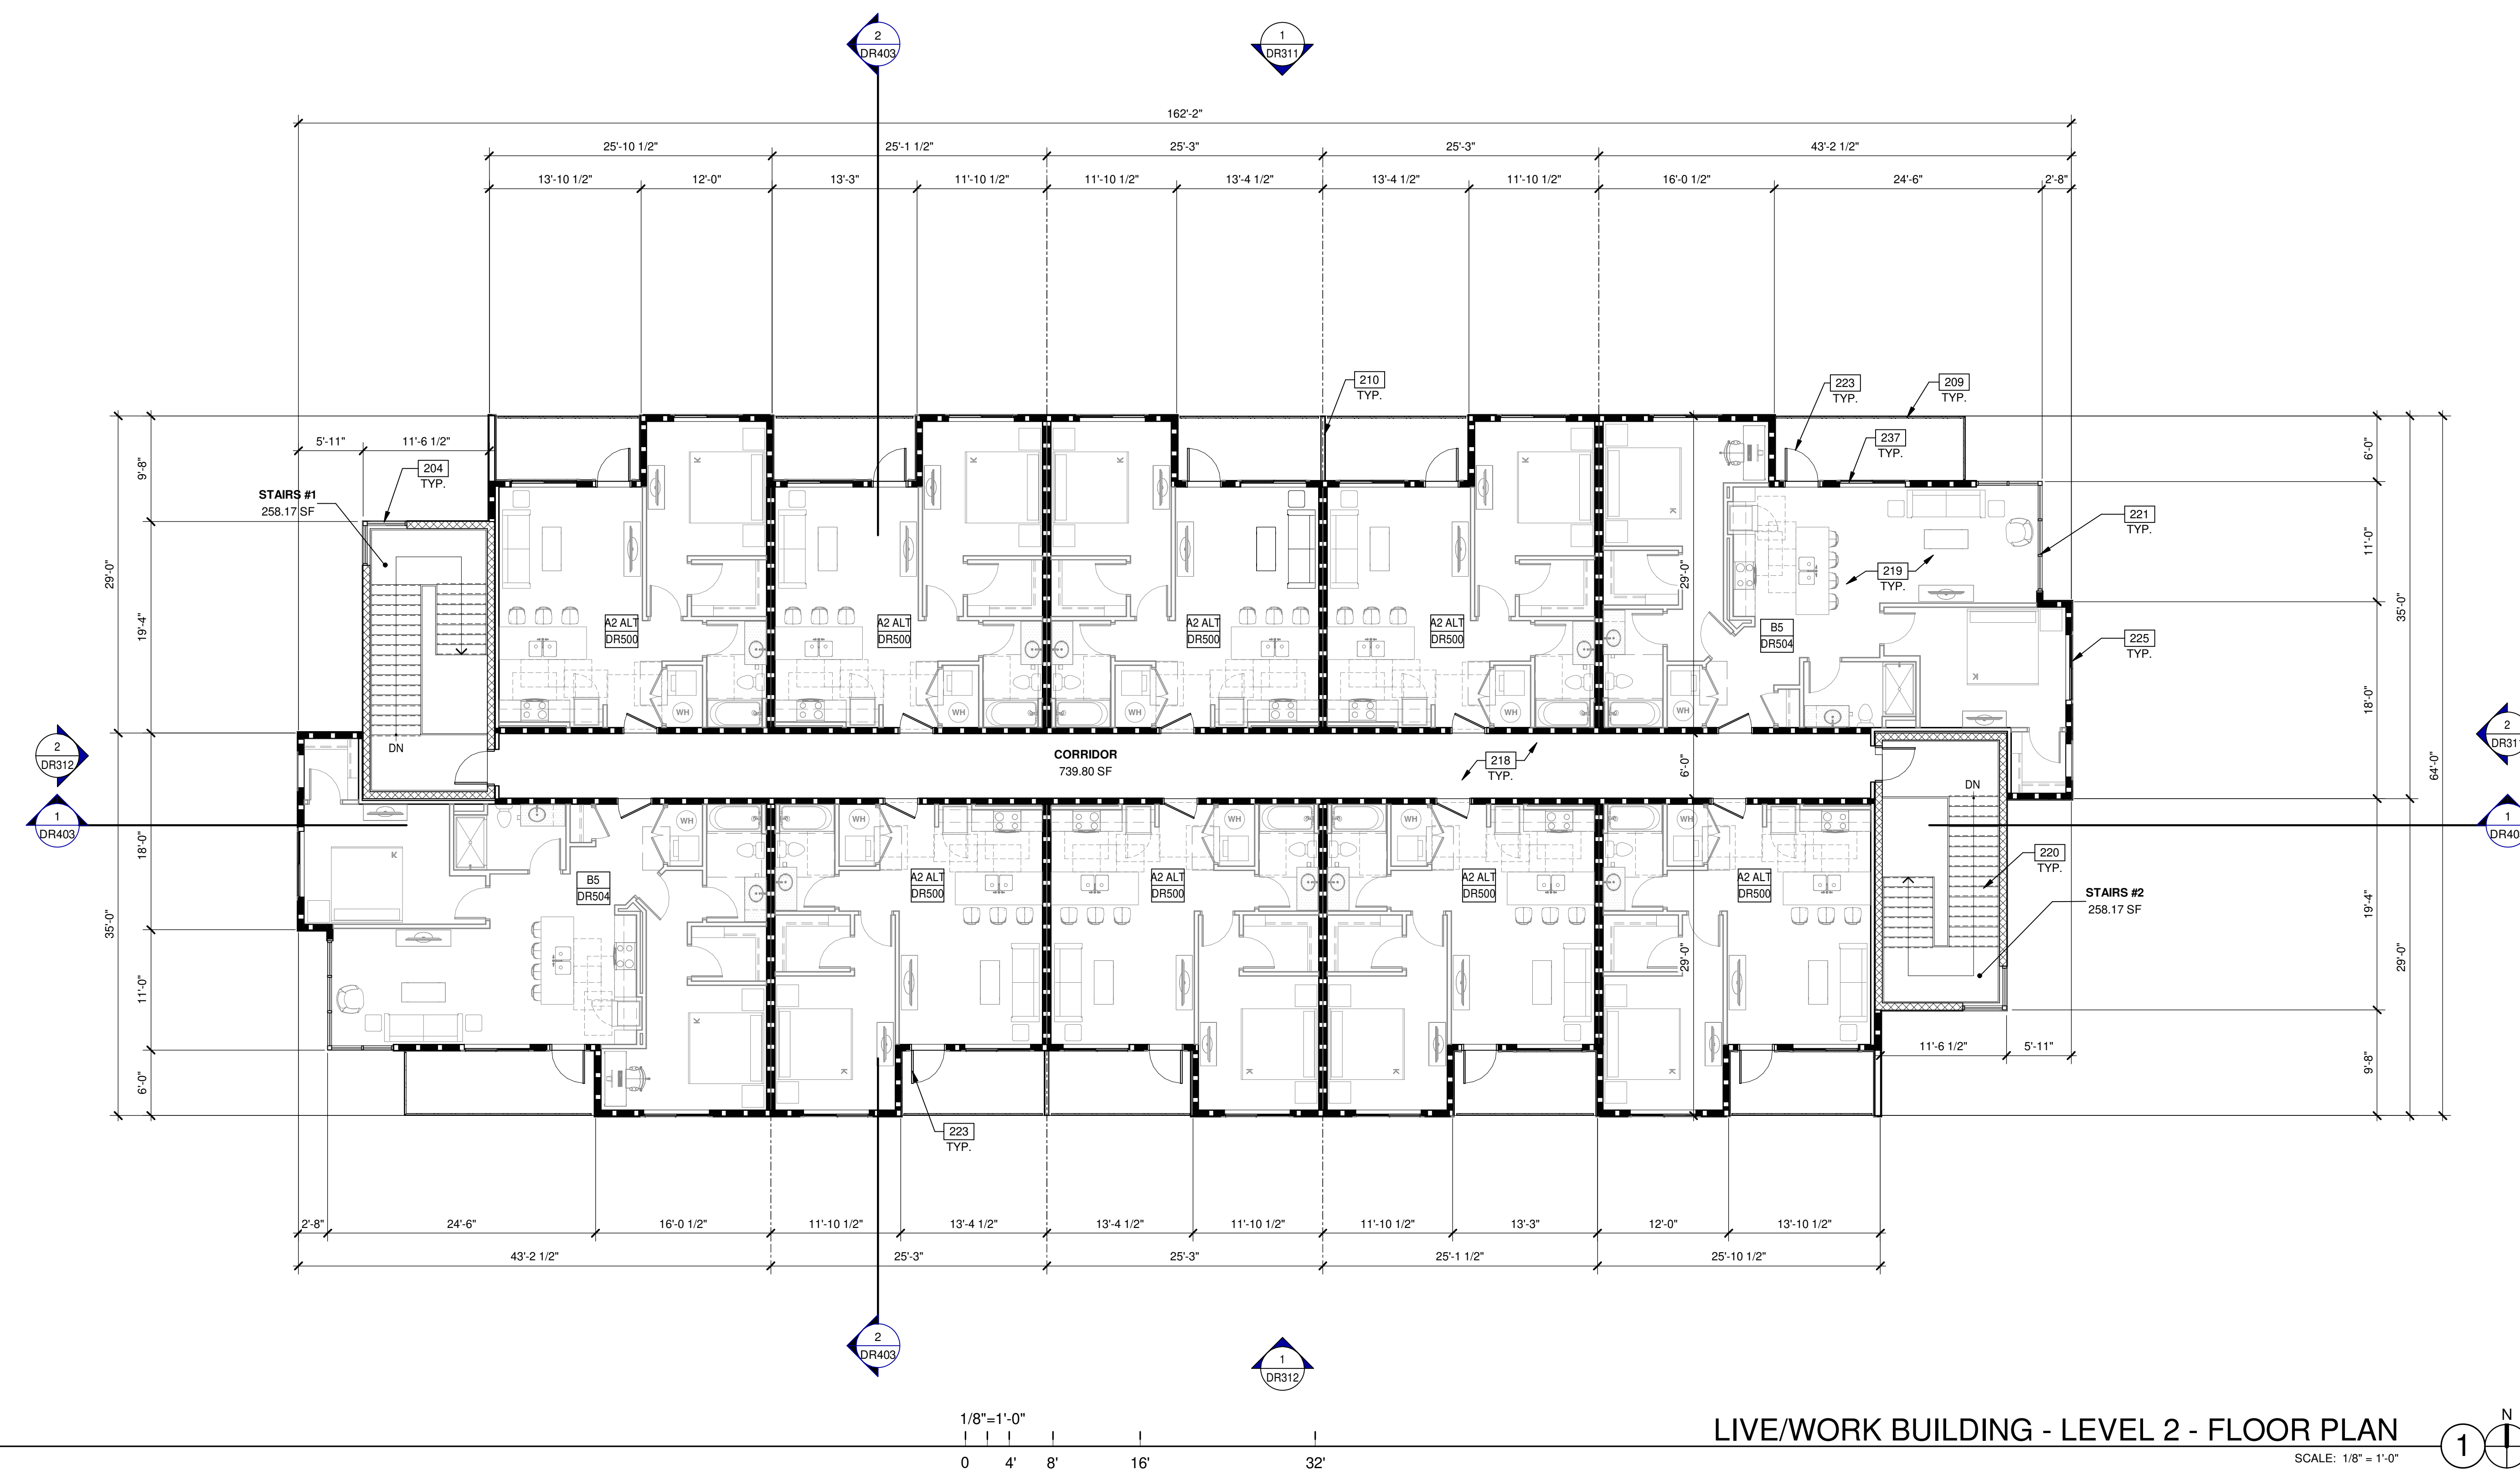 2
DR403
1
DR311
162'-2"
25'-10 1/2"
25'-1 1/2"
25'-3"
25'-3"
43'-2 1/2"
13'-10 1/2"
12'-0"
13'-3"
11'-10 1/2"
11'-10 1/2"
13'-4 1/2"
13'-4 1/2"
11'-10 1/2"
16'-0 1/2"
24'-6"
2'-8"
210
TYP.
223
TYP.
209
TYP.
5'-11"
11'-6 1/2"
9'-8"
6'-0"
237
TYP.
204
TYP.
STAIRS #1
258.17 SF
K
K
K
K
K
221
TYP.
29'-0"
29'-0"
11'-0"
219
TYP.
35'-0"
19'-4"
A2 ALT
DR500
A2 ALT
DR500
A2 ALT
DR500
A2 ALT
DR500
B5
DR504
225
TYP.
K
18'-0"
WH
WH
WH
WH
WH
DN
2
DR312
CORRIDOR
739.80 SF
218
TYP.
6'-0"
64'-0"
2
DR311
DN
1
DR403
WH
WH
WH
WH
WH
1
18'-0"
K
B5
DR504
A2 ALT
DR500
A2 ALT
DR500
A2 ALT
DR500
A2 ALT
DR500
220
TYP.
STAIRS #2
258.17 SF
35'-0"
19'-4"
29'-0"
29'-0"
11'-0"
K
K
K
K
K
6'-0"
11'-6 1/2"
5'-11"
9'-8"
223
TYP.
2'-8"
24'-6"
16'-0 1/2"
11'-10 1/2"
13'-4 1/2"
13'-4 1/2"
11'-10 1/2"
11'-10 1/2"
13'-3"
12'-0"
13'-10 1/2"
43'-2 1/2"
25'-3"
25'-3"
25'-1 1/2"
25'-10 1/2"
2
DR403
1
DR312
1/8"=1'-0"
0 4' 8' 16' 32'
LIVE/WORK BUILDING - LEVEL 2 - FLOOR PLAN
SCALE: 1/8" = 1'-0"
1
N